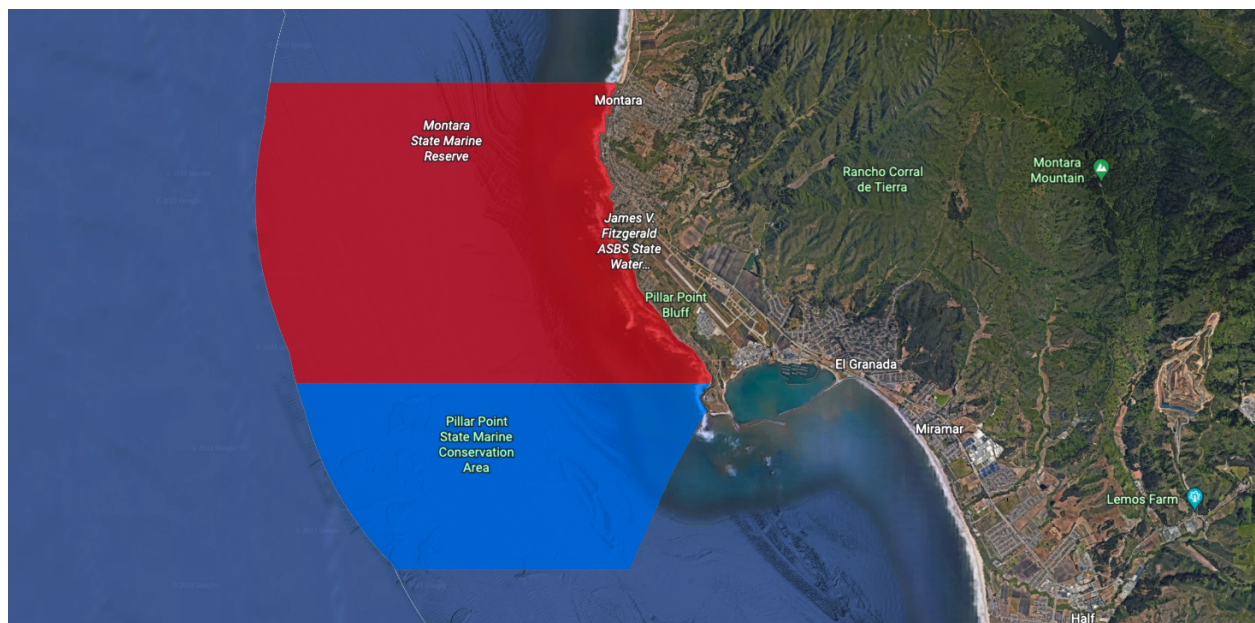 Montara
Montara
State Marine
Reserve
Rancho Corral
de Tierra
Montara
Mountain
James V.
Fitzgerald
ASBS State
Water...
Pillar Point
Bluff
El Granada
Pillar Point
State Marine
Conservation
Area
Miramar
Lemos Farm
Half